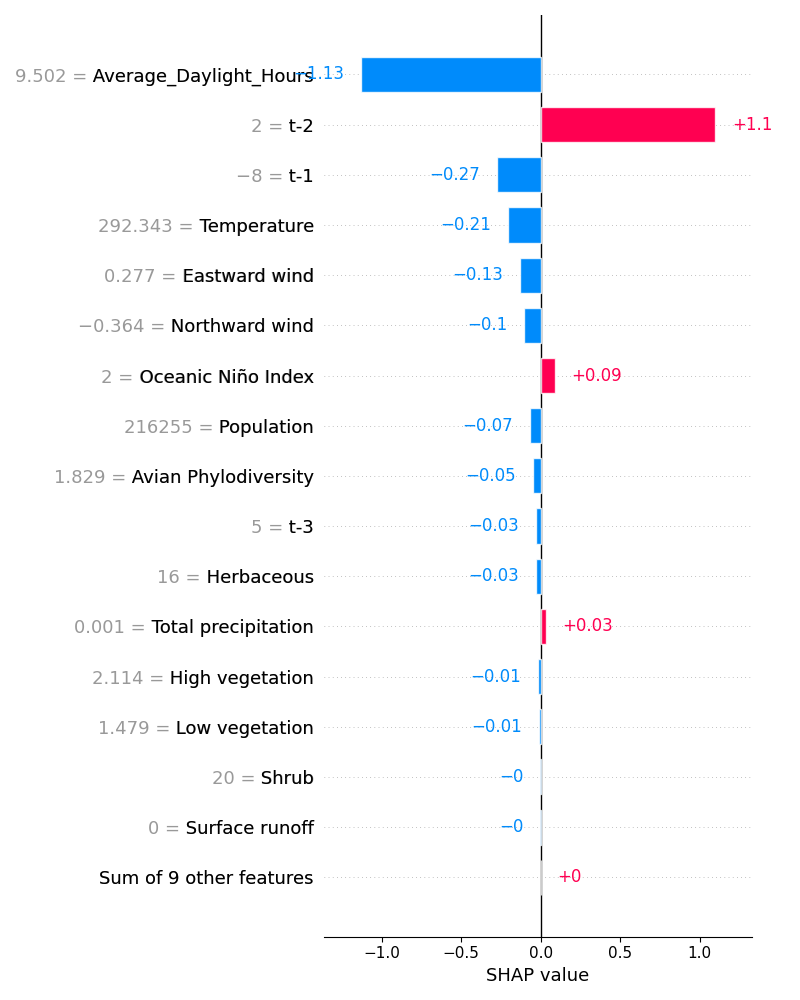 9.502 = Average_Daylight_Hours −1.13
2 = t-2 +1.1
−8 = t-1 −0.27
292.343 = Temperature −0.21
0.277 = Eastward wind −0.13
−0.364 = Northward wind −0.1
2 = Oceanic Niño Index +0.09
216255 = Population −0.07
1.829 = Avian Phylodiversity −0.05
5 = t-3 −0.03
16 = Herbaceous −0.03
0.001 = Total precipitation +0.03
2.114 = High vegetation −0.01
1.479 = Low vegetation −0.01
20 = Shrub −0
0 = Surface runoff −0
Sum of 9 other features +0
−1.0 −0.5 0.0 0.5 1.0
SHAP value